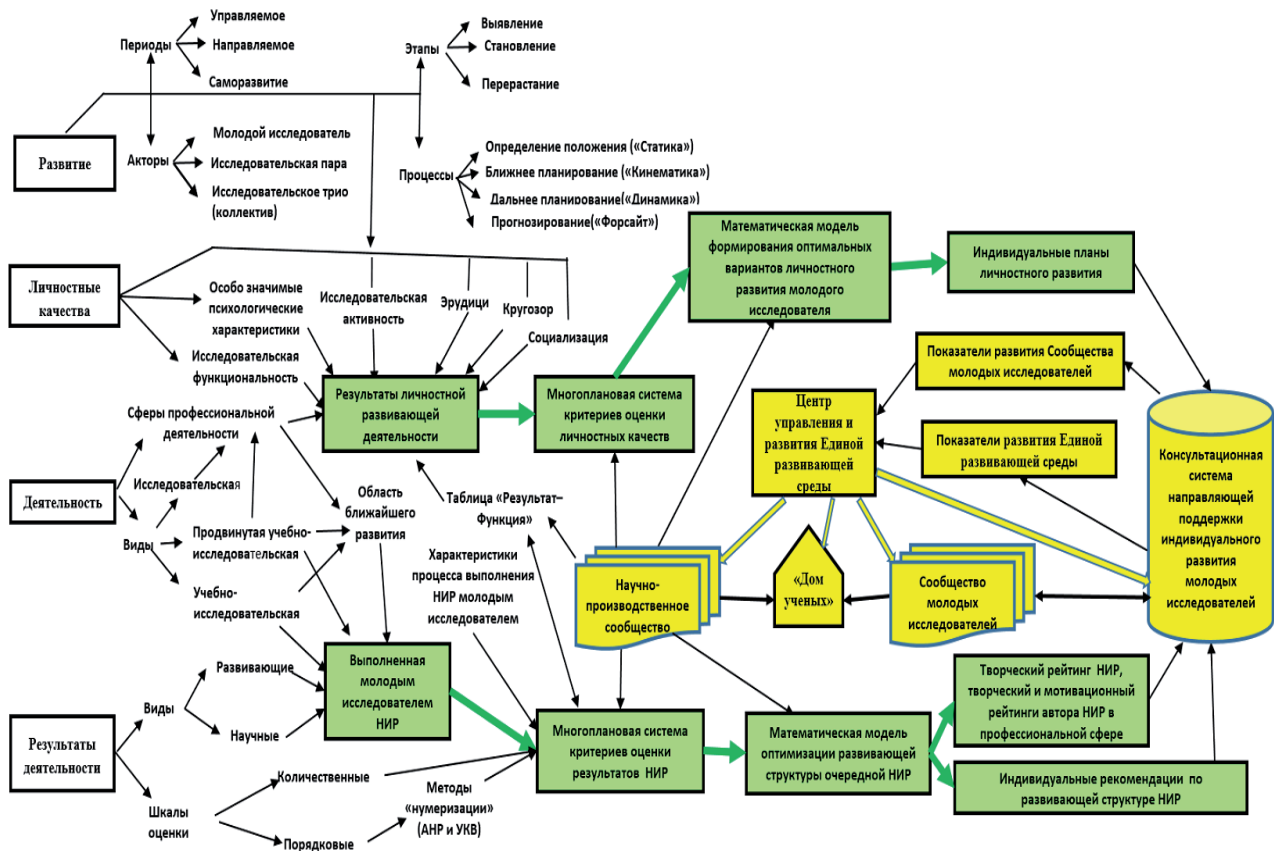 Периоды
Управляемое
Направляемое
Саморазвитие
Этапы
Выявление
Становление
Перерастание
Развитие
Акторы
Молодой исследователь
Исследовательская пара
Исследовательское трио
(коллектив)
Процессы
Определение положения («Статика»)
Ближнее планирование («Кинематика»)
Дальнее планирование(«Динамика»)
Прогнозирование(«Форсайт»)
Личностные
качества
Особо значимые
психологические
характеристики
Исследовательская
функциональность
Исследовательская
активность
Эрудици
Кругозор
Социализация
Математическая модель
формирования оптимальных
вариантов личностного
развития молодого
исследователя
Индивидуальные планы
личностного развития
Результаты личностной
развивающей
деятельности
Многоплановая система
критериев оценки
личностных качеств
Показатели развития Сообщества
молодых исследователей
Центр
управления и
развития Единой
развивающей
среды
Показатели развития Единой
развивающей среды
Консультационная
система
направляющей
поддержки
индивидуального
развития
молодых
исследователей
Деятельность
Сферы профессиональной
деятельности
Исследовательская
Виды
Продвинутая учебно-
исследовательская
Учебно-
исследовательская
Область
ближайшего
развития
Таблица «Результат–
Функция»
Характеристики
процесса выполнения
НИР молодым
исследователем
Научно-
производственное
сообщество
«Дом
ученых»
Сообщество
молодых
исследователей
Результаты
деятельности
Виды
Развивающие
Научные
Шкалы
оценки
Количественные
Порядковые
Методы
«нумеризации»
(АНР и УКВ)
Выполненная
молодым
исследователем
НИР
Многоплановая система
критериев оценки
результатов НИР
Математическая модель
оптимизации развивающей
структуры очередной НИР
Творческий рейтинг НИР,
творческий и мотивационный
рейтинги автора НИР в
профессиональной сфере
Индивидуальные рекомендации по
развивающей структуре НИР